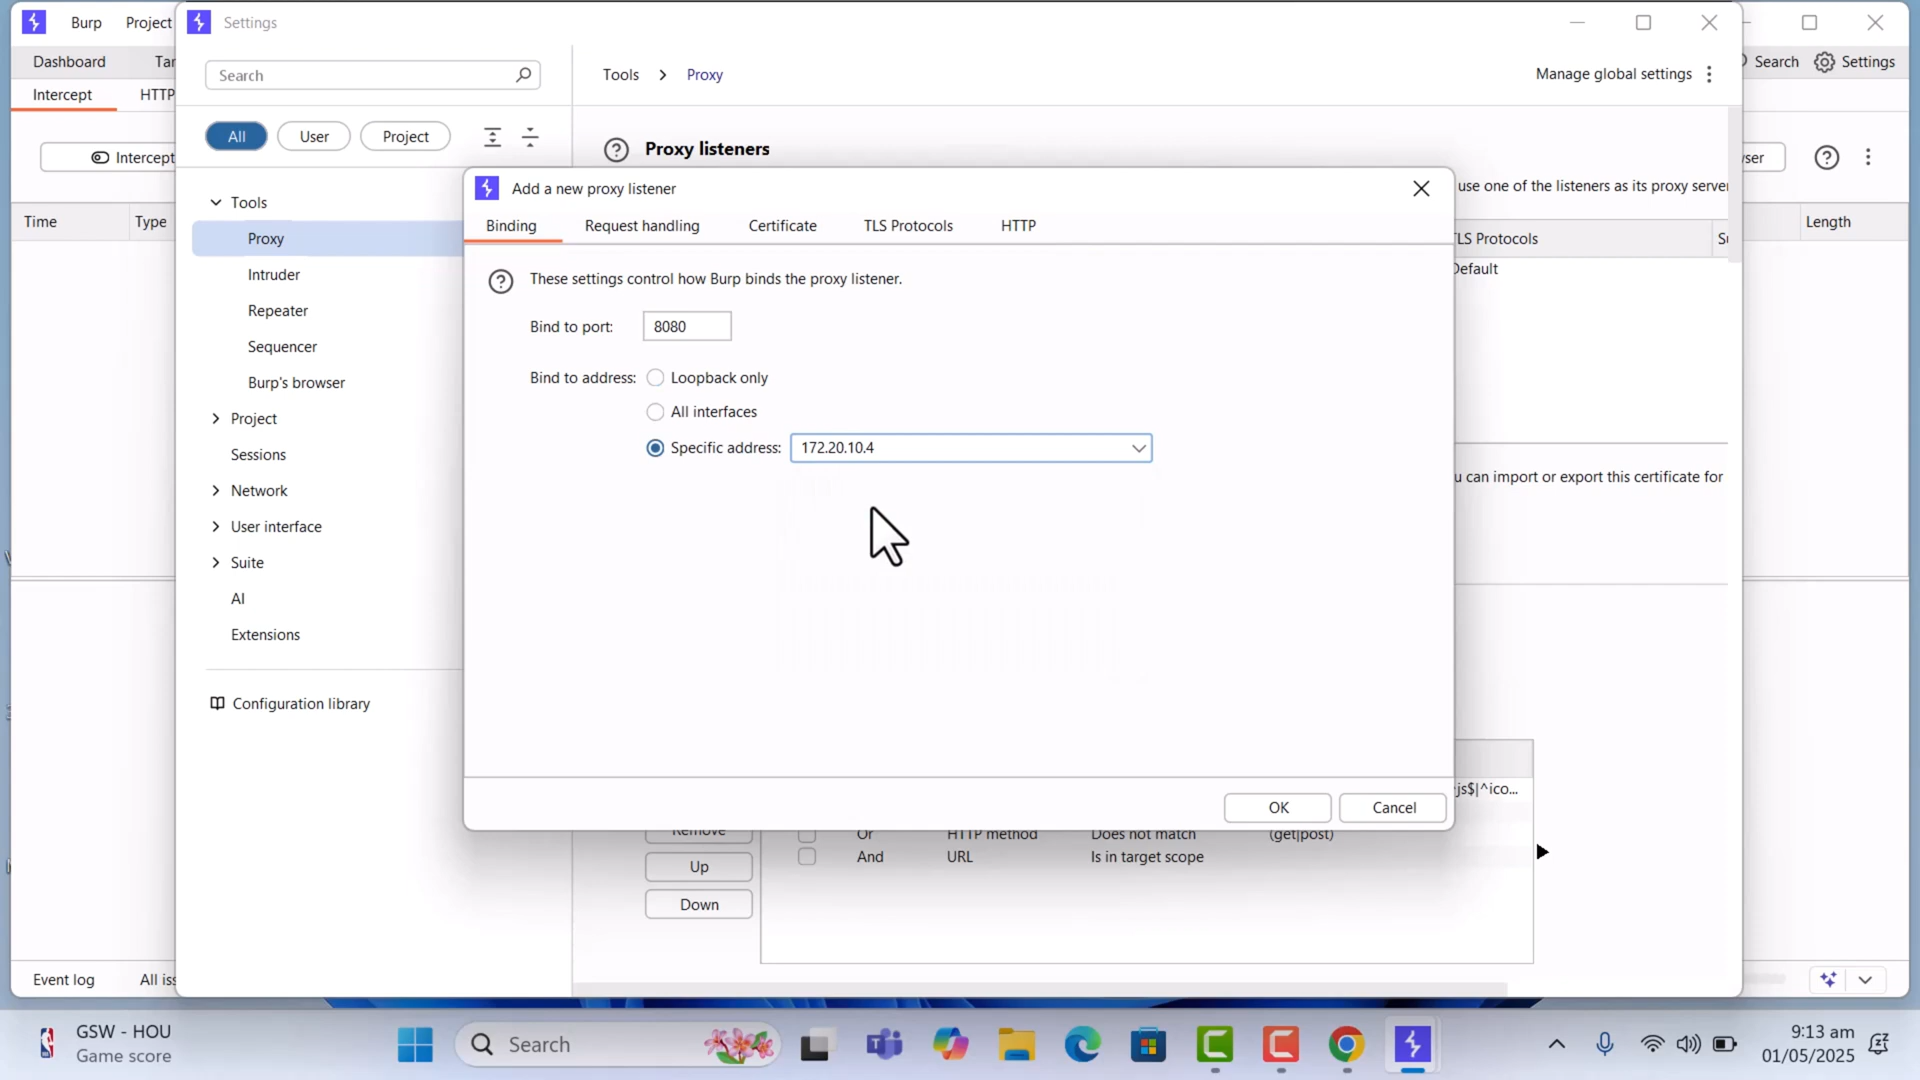 Burp Project
Settings
Dashboard Tar
Search
Tools > Proxy
Manage global settings
Search Settings
Intercept HTTP
All User Project
Proxy listeners
Intercept
use one of the listeners as its proxy server
Time Type
Length
Tools
Proxy
Intruder
Repeater
Sequencer
Burp's browser
Project
Sessions
Network
User interface
Suite
AI
Extensions
Configuration library
Add a new proxy listener
Binding Request handling Certificate TLS Protocols HTTP
These settings control how Burp binds the proxy listener.
Bind to port: 8080
Bind to address: Loopback only
All interfaces
Specific address: 172.20.10.4
OK Cancel
TLS Protocols
Default
u can import or export this certificate for
js$|^ico...
Remove
Or HTTP method Does not match (get|post)
And URL Is in target scope
Up
Down
Event log All iss
GSW - HOU
Game score
Search
9:13 am
01/05/2025